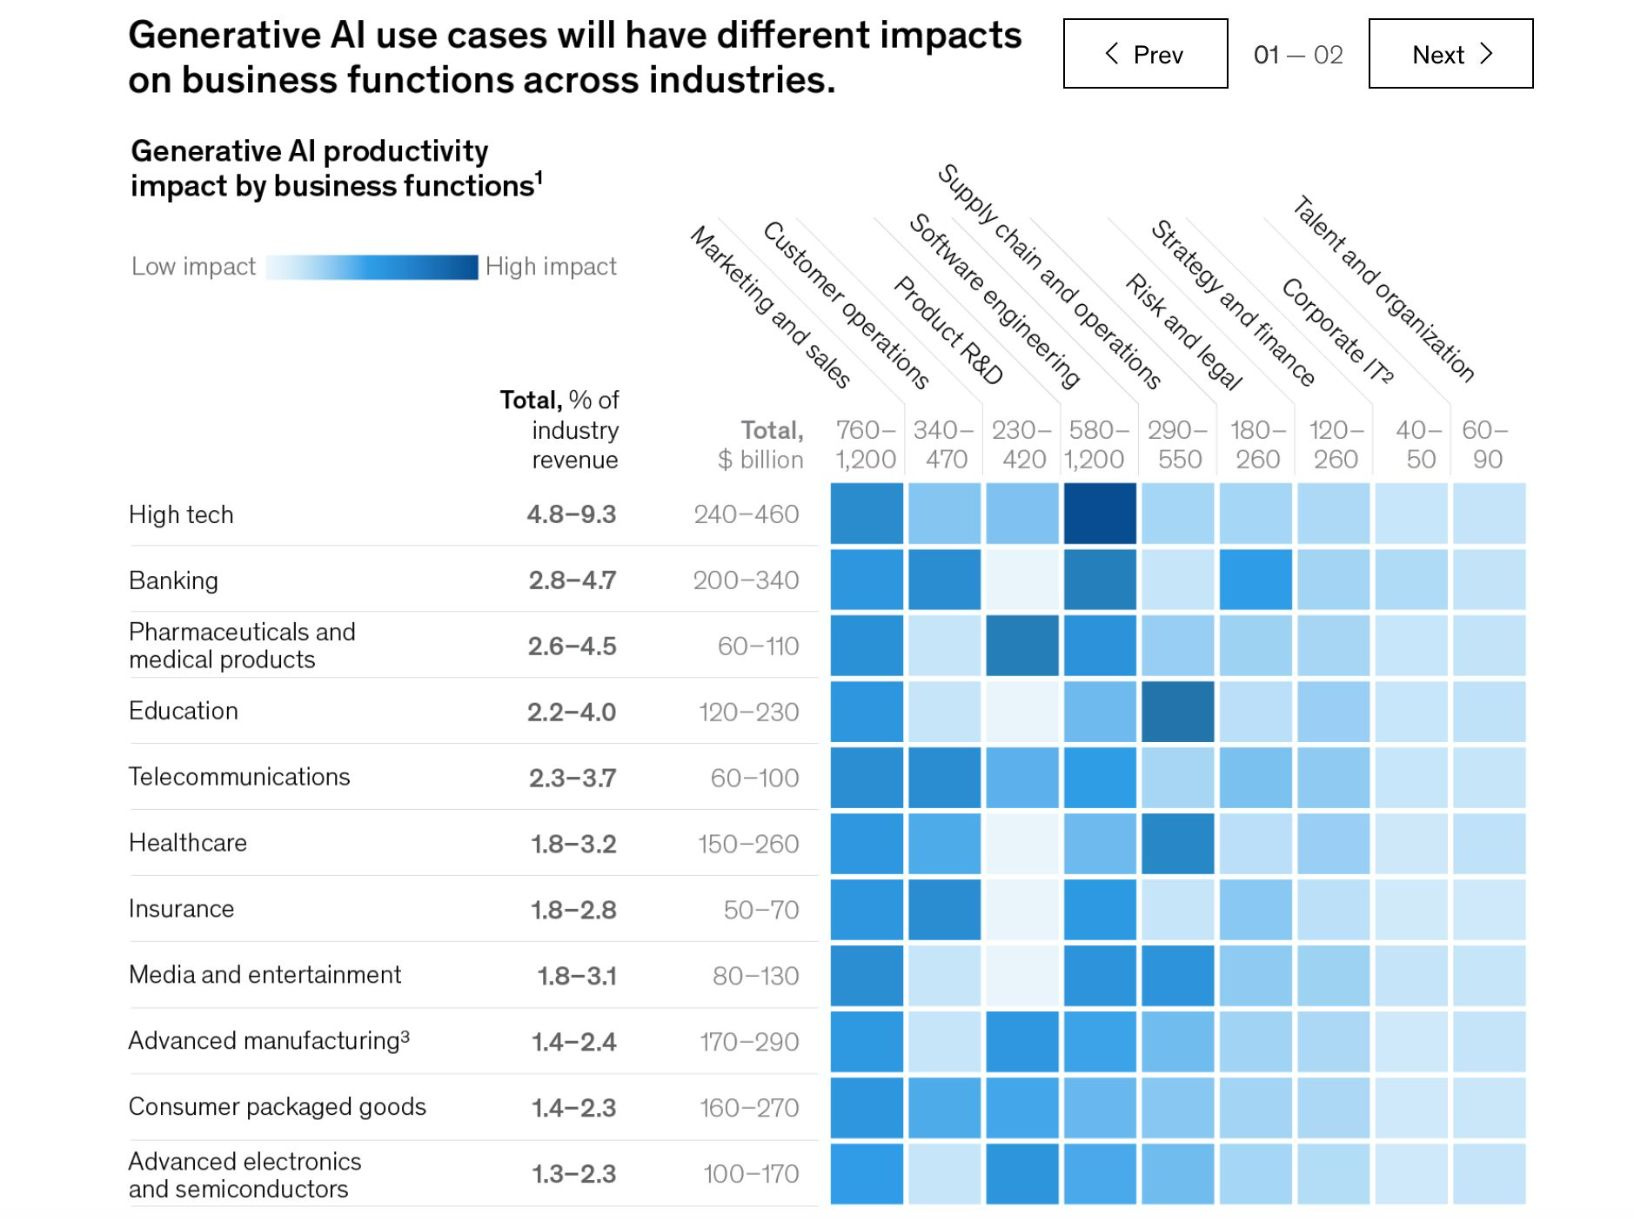 Generative AI use cases will have different impacts
on business functions across industries.
Prev
01 — 02
Next
Generative AI productivity
impact by business functions¹
Low impact
High impact
Marketing and sales
Customer operations
Product R&D
Software engineering
Supply chain and operations
Risk and legal
Strategy and finance
Corporate IT²
Talent and organization
Total, % of
industry
revenue
Total,
$ billion
760–
1,200
340–
470
230–
420
580–
1,200
290–
550
180–
260
120–
260
40–
50
60–
90
High tech 4.8–9.3 240–460
Banking 2.8–4.7 200–340
Pharmaceuticals and
medical products 2.6–4.5 60–110
Education 2.2–4.0 120–230
Telecommunications 2.3–3.7 60–100
Healthcare 1.8–3.2 150–260
Insurance 1.8–2.8 50–70
Media and entertainment 1.8–3.1 80–130
Advanced manufacturing³ 1.4–2.4 170–290
Consumer packaged goods 1.4–2.3 160–270
Advanced electronics
and semiconductors 1.3–2.3 100–170